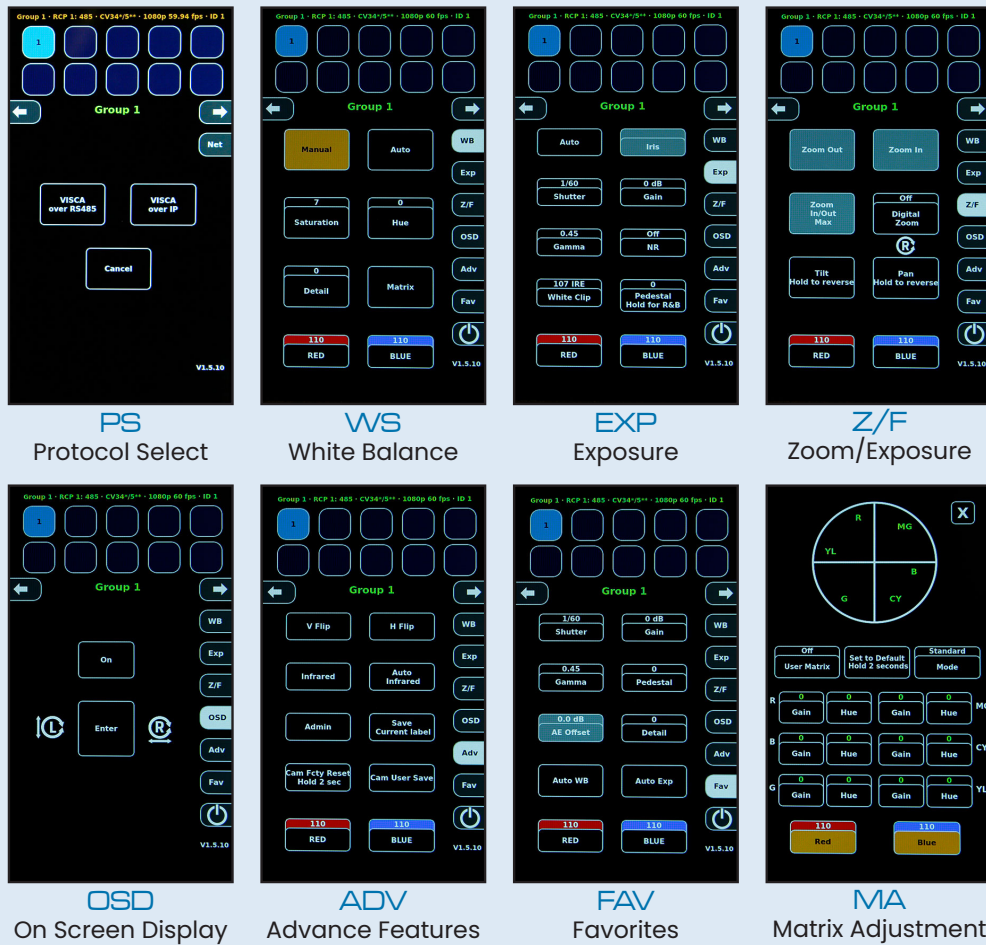 Group 1 · RCP 1: 485 · CV34*/5** · 1080p 59.94 fps · ID 1
1
Group 1
Net
VISCA
over RS485
VISCA
over IP
Cancel
V1.5.10
PS
Protocol Select
Group 1 · RCP 1: 485 · CV34*/5** · 1080p 60 fps · ID 1
1
Group 1
WB
Manual
Auto
Exp
7
Saturation
0
Hue
Z/F
OSD
0
Detail
Matrix
Adv
Fav
110
RED
110
BLUE
V1.5.10
WS
White Balance
Group 1 · RCP 1: 485 · CV34*/5** · 1080p 60 fps · ID 1
1
Group 1
Auto
Iris
WB
Exp
1/60
Shutter
0 dB
Gain
Z/F
0.45
Gamma
Off
NR
OSD
Adv
107 IRE
White Clip
0
Pedestal
Hold for R&B
Fav
110
RED
110
BLUE
V1.5.10
EXP
Exposure
Group 1 · RCP 1: 485 · CV34*/5** · 1080p 60 fps · ID 1
1
Group 1
Zoom Out
Zoom In
WB
Exp
Zoom
In/Out
Max
Off
Digital
Zoom
Z/F
OSD
R
Tilt
Hold to reverse
Pan
Hold to reverse
Adv
Fav
110
RED
110
BLUE
V1.5.10
Z/F
Zoom/Exposure
Group 1 · RCP 1: 485 · CV34*/5** · 1080p 60 fps · ID 1
1
Group 1
WB
On
Exp
Z/F
L
Enter
R
OSD
Adv
Fav
V1.5.10
OSD
On Screen Display
Group 1 · RCP 1: 485 · CV34*/5** · 1080p 60 fps · ID 1
1
Group 1
V Flip
H Flip
WB
Exp
Infrared
Auto
Infrared
Z/F
OSD
Admin
Save
Current label
Adv
Cam Fcty Reset
Hold 2 sec
Cam User Save
Fav
110
RED
110
BLUE
V1.5.10
ADV
Advance Features
Group 1 · RCP 1: 485 · CV34*/5** · 1080p 60 fps · ID 1
1
Group 1
1/60
Shutter
0 dB
Gain
WB
Exp
0.45
Gamma
0
Pedestal
Z/F
0.0 dB
AE Offset
0
Detail
OSD
Adv
Auto WB
Auto Exp
Fav
110
RED
110
BLUE
V1.5.10
FAV
Favorites
X
R
MG
YL
B
G
CY
Off
User Matrix
Set to Default
Hold 2 seconds
Standard
Mode
R
0
Gain
0
Hue
0
Gain
0
Hue
B
0
Gain
0
Hue
0
Gain
0
Hue
G
0
Gain
0
Hue
0
Gain
0
Hue
110
Red
110
Blue
MA
Matrix Adjustment